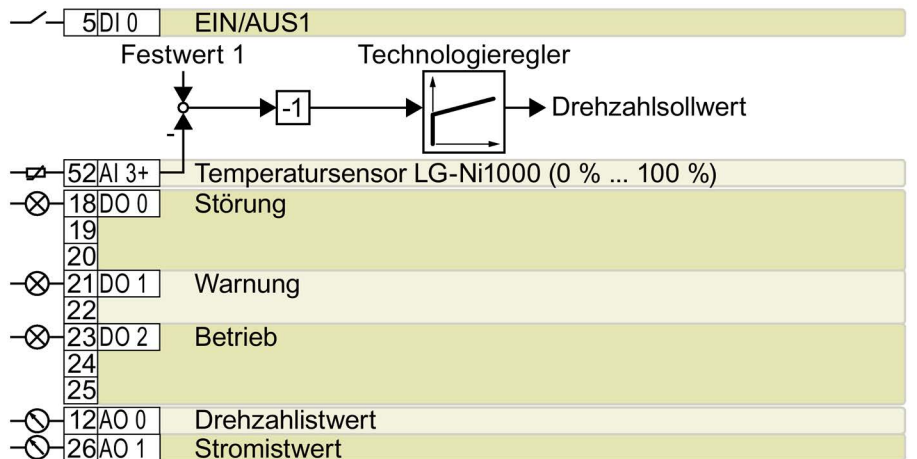 5 DI 0 EIN/AUS1
Festwert 1 Technologieregler
-1 Drehzahlsollwert
-
52 AI 3+ Temperatursensor LG-Ni1000 (0 % ... 100 %)
18 DO 0 Störung
19
20
21 DO 1 Warnung
22
23 DO 2 Betrieb
24
25
12 AO 0 Drehzahlistwert
26 AO 1 Stromistwert